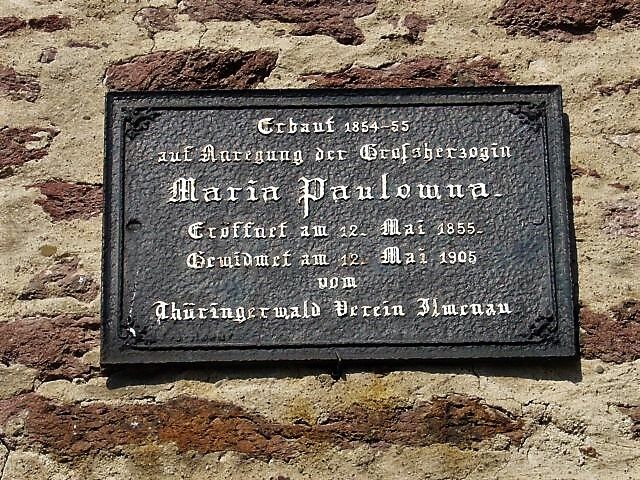 Erbaut 1854-55
auf Anregung der Großherzogin
Maria Paulowna.
Eröffnet am 12. Mai 1855.
Gewidmet am 12. Mai 1905
vom
Thüringerwald Verein Ilmenau